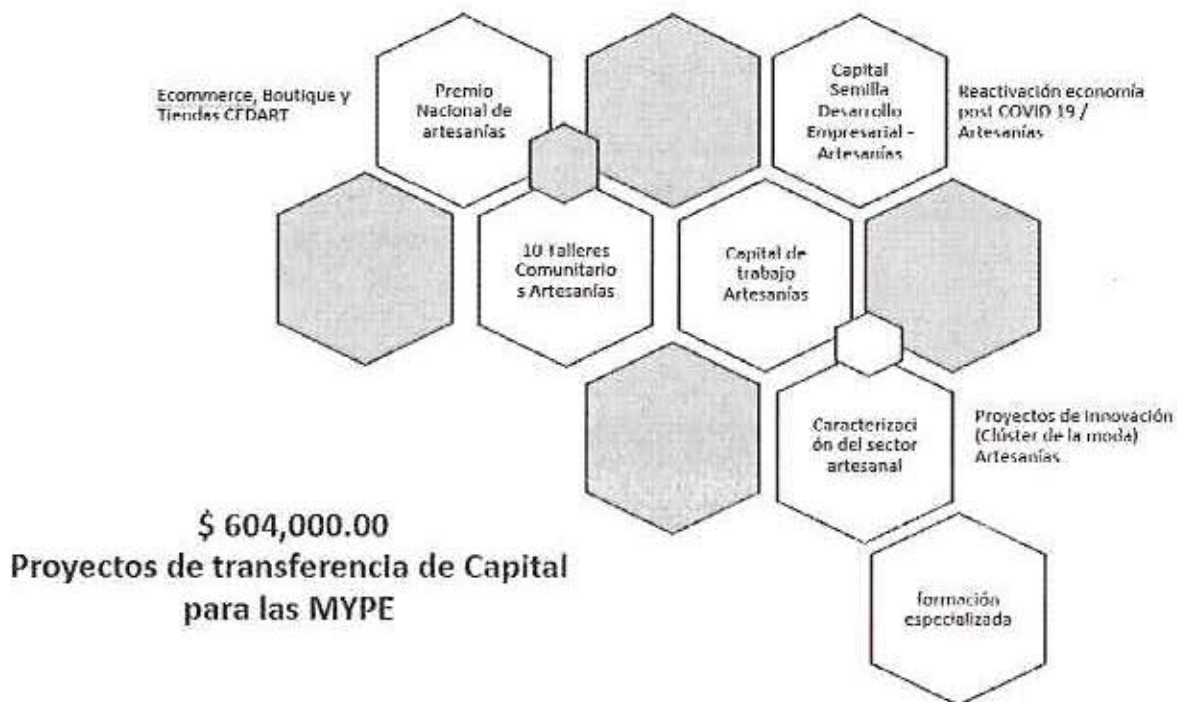 Ecommerce, Boutique y
Tiendas CEDART
Premio
Nacional de
artesanías
Capital
Semilla
Desarrollo
Empresarial -
Artesanías
Reactivación economía
post COVID 19 /
Artesanías
10 Talleres
Comunitario
s Artesanías
Capital de
trabajo
Artesanías
Caracterizaci
ón del sector
artesanal
Proyectos de Innovación
(Clúster de la moda)
Artesanías
formación
especializada
$ 604,000.00
Proyectos de transferencia de Capital
para las MYPE